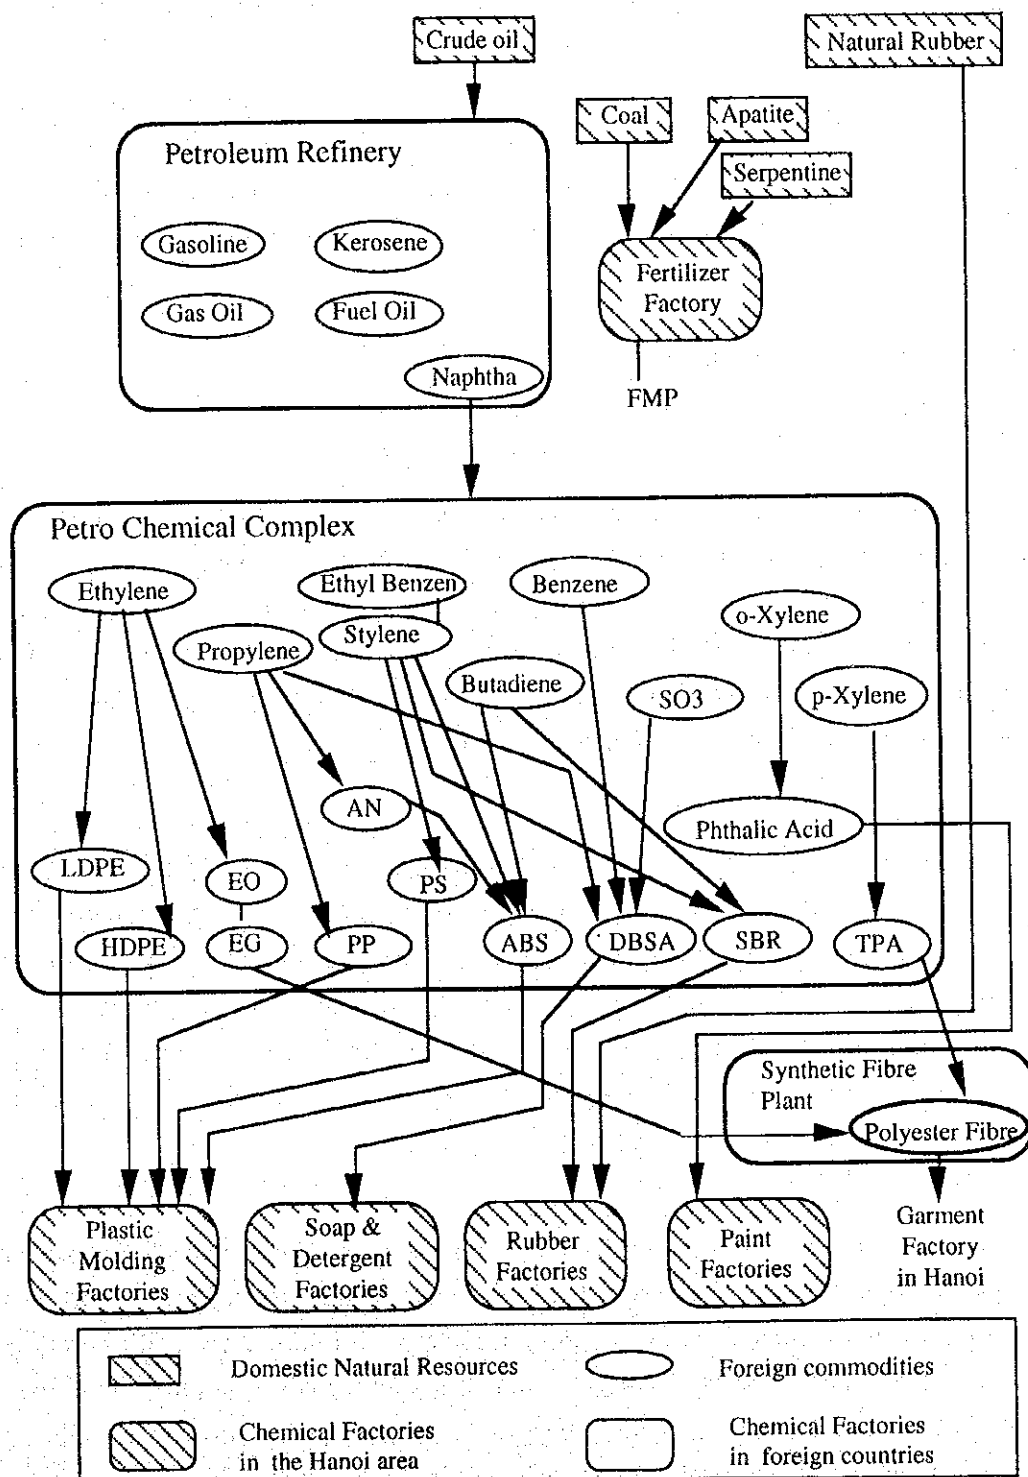 Crude oil
Natural Rubber
Coal
Apatite
Serpentine
Petroleum Refinery
Gasoline
Kerosene
Gas Oil
Fuel Oil
Naphtha
Fertilizer
Factory
FMP
Petro Chemical Complex
Ethylene
Ethyl Benzen
Benzene
Propylene
Stylene
o-Xylene
Butadiene
SO3
p-Xylene
AN
Phthalic Acid
LDPE
EO
PS
HDPE
EG
PP
ABS
DBSA
SBR
TPA
Synthetic Fibre
Plant
Polyester Fibre
Plastic
Molding
Factories
Soap &
Detergent
Factories
Rubber
Factories
Paint
Factories
Garment
Factory
in Hanoi
Domestic Natural Resources
Foreign commodities
Chemical Factories
in the Hanoi area
Chemical Factories
in foreign countries